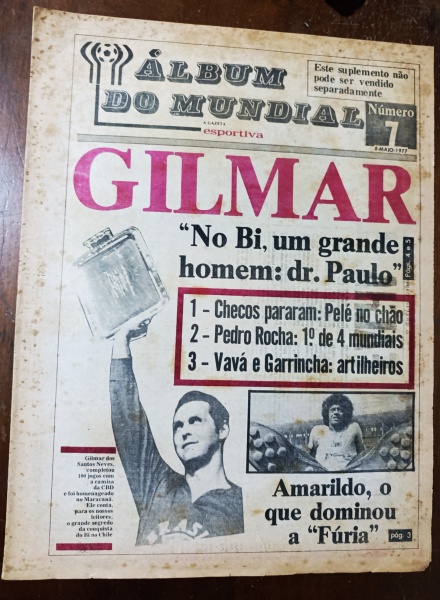 ÁLBUM
DO MUNDIAL
A GAZETA
esportiva
Este suplemento não
pode ser vendido
separadamente
Número
7
8-MAIO-1977
GILMAR
“No Bi, um grande
homem: dr. Paulo”
Págs. 4 e 5
1 - Checos pararam: Pelé no chão
2 - Pedro Rocha: 1º de 4 mundiais
3 - Vavá e Garrincha: artilheiros
Gilmar dos
Santos Neves,
completou
100 jogos com
a camisa
da CBD
e foi homenageado
no Maracanã.
Ele conta,
para os nossos
leitores,
o grande segredo
da conquista
do Bi no Chile
Amarildo, o
que dominou
a “Fúria”
pág. 3